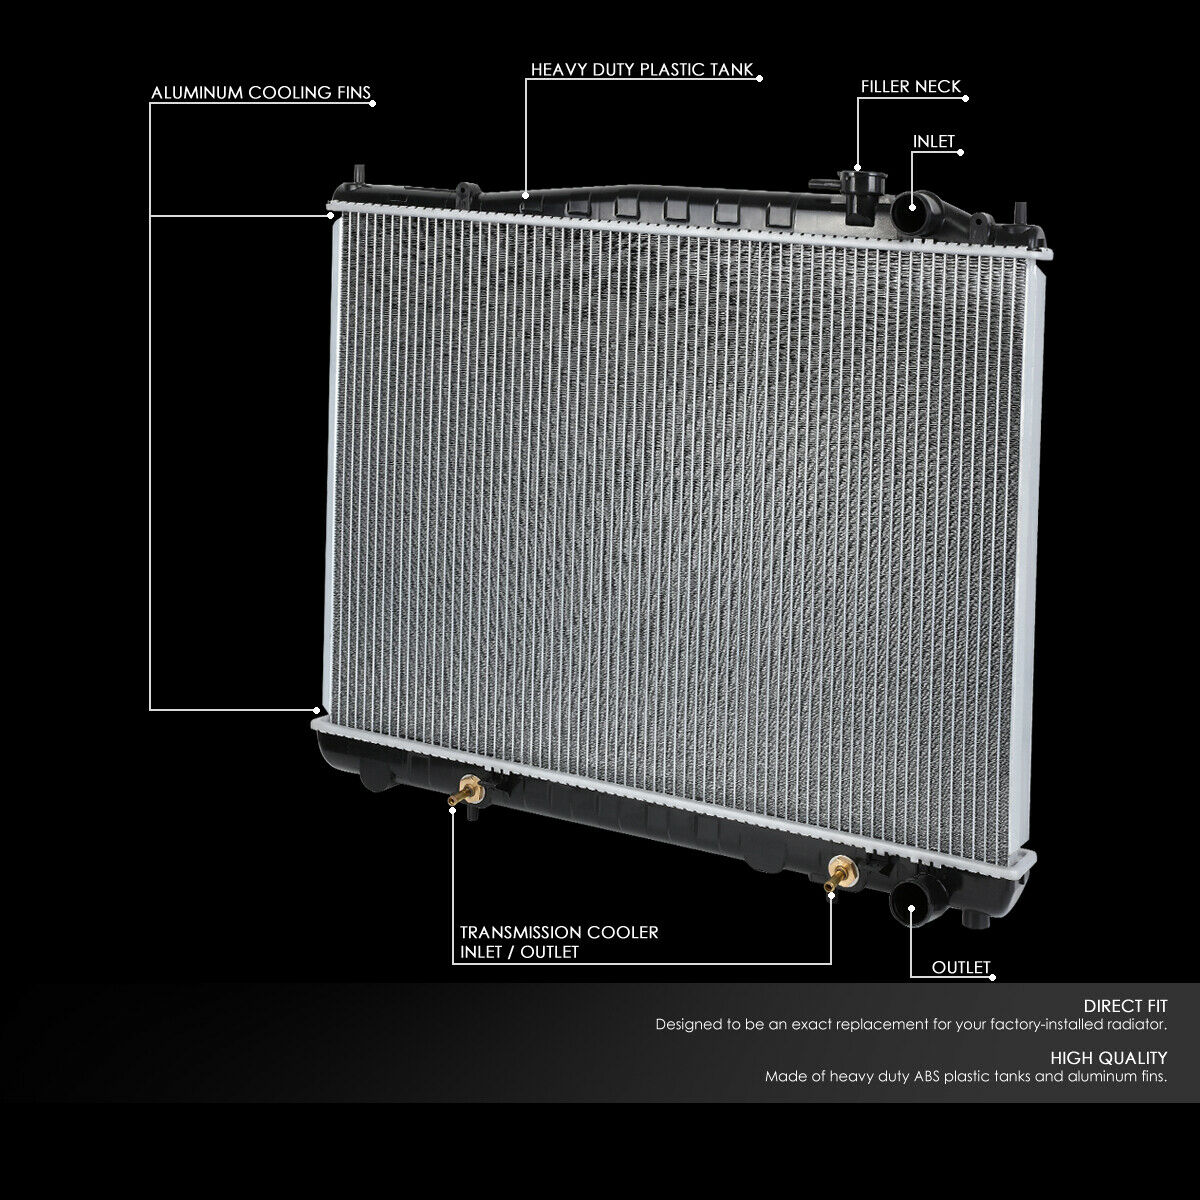 HEAVY DUTY PLASTIC TANK
ALUMINUM COOLING FINS
FILLER NECK
INLET
TRANSMISSION COOLER
INLET / OUTLET
OUTLET
DIRECT FIT
Designed to be an exact replacement for your factory-installed radiator.
HIGH QUALITY
Made of heavy duty ABS plastic tanks and aluminum fins.